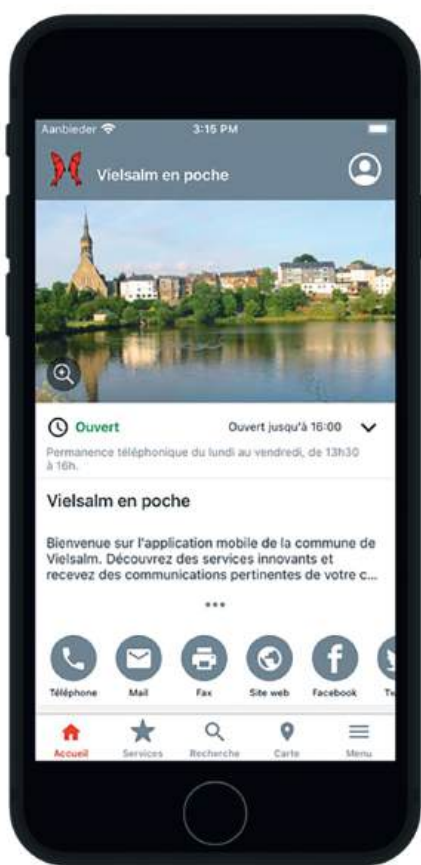 Aanbieder 3:15 PM
Vielsalm en poche
Ouvert Ouvert jusqu'à 16:00
Permanence téléphonique du lundi au vendredi, de 13h30
à 16h.
Vielsalm en poche
Bienvenue sur l'application mobile de la commune de
Vielsalm. Découvrez des services innovants et
recevez des communications pertinentes de votre c...
Téléphone Mail Fax Site web Facebook Tw
Accueil Services Recherche Carte Menu